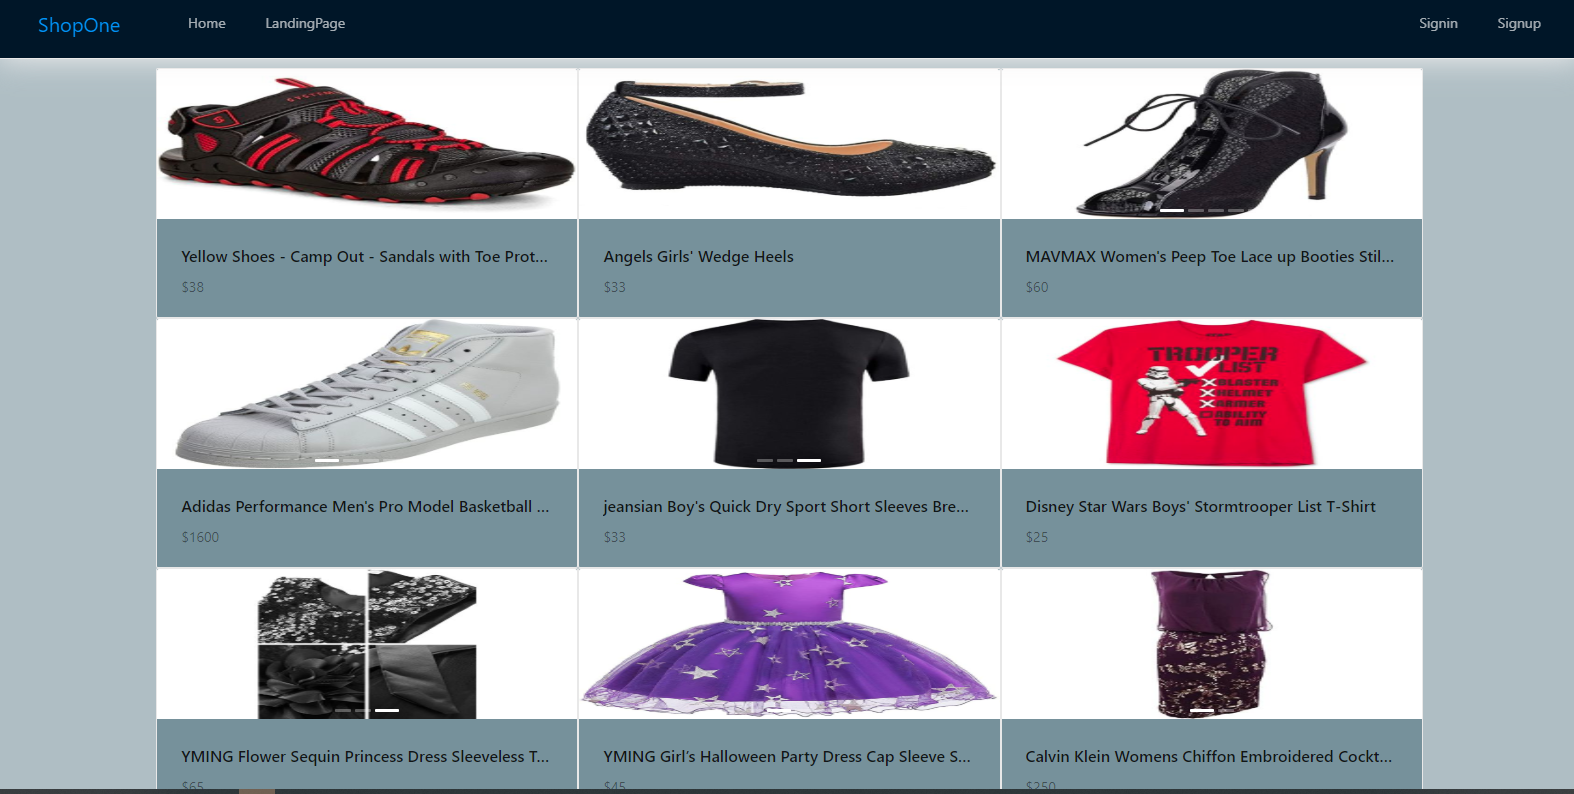 ShopOne
Home
LandingPage
Signin
Signup
SYSTEM
S
Yellow Shoes - Camp Out - Sandals with Toe Prot...
$38
Angels Girls' Wedge Heels
$33
MAVMAX Women's Peep Toe Lace up Booties Stil...
$60
Adidas Performance Men's Pro Model Basketball ...
$1600
jeansian Boy's Quick Dry Sport Short Sleeves Bre...
$33
TROOPER
LIST
BLASTER
HELMET
ARMOR
ABILITY
TO AIM
Disney Star Wars Boys' Stormtrooper List T-Shirt
$25
YMING Flower Sequin Princess Dress Sleeveless T...
$65
YMING Girl's Halloween Party Dress Cap Sleeve S...
$45
Calvin Klein Womens Chiffon Embroidered Cockt...
$250